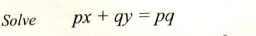 Solve px + qy = pq